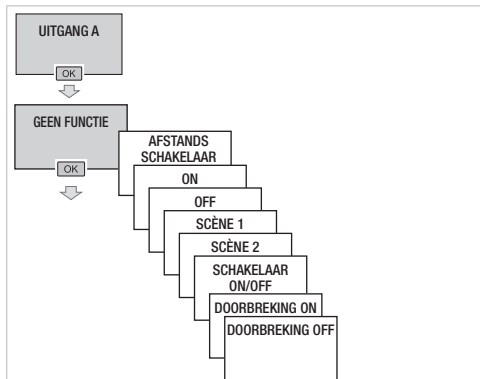 UITGANG A
OK
GEEN FUNCTIE
OK
AFSTANDS
SCHAKELAAR
ON
OFF
SCÈNE 1
SCÈNE 2
SCHAKELAAR
ON/OFF
DOORBREKING ON
DOORBREKING OFF